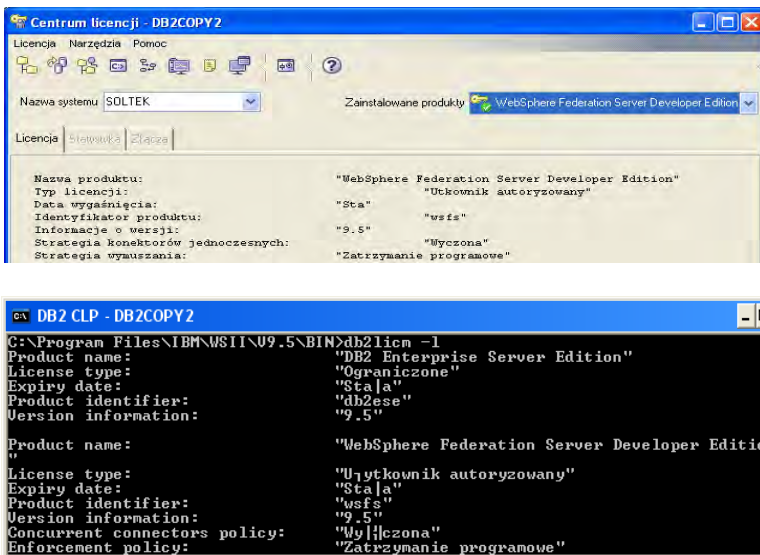 Centrum licencji - DB2COPY2
Licencja Narzędzia Pomoc
Nazwa systemu SOLTEK Zainstalowane produkty WebSphere Federation Server Developer Edition
Licencja Statystyka Złącza
Nazwa produktu: "WebSphere Federation Server Developer Edition"
Typ licencji: "Utkownik autoryzowany"
Data wygaśnięcia: "Sta"
Identyfikator produktu: "wsfs"
Informacje o wersji: "9.5"
Strategia konektorów jednoczesnych: "Wyczona"
Strategia wymuszania: "Zatrzymanie programowe"
DB2 CLP - DB2COPY2
C:\Program Files\IBM\WSII\V9.5\BIN>db2licm -l
Product name: "DB2 Enterprise Server Edition"
License type: "Ograniczone"
Expiry date: "Sta|a"
Product identifier: "db2ese"
Version information: "9.5"
Product name: "WebSphere Federation Server Developer Editio
"
License type: "U┐ytkownik autoryzowany"
Expiry date: "Sta|a"
Product identifier: "wsfs"
Version information: "9.5"
Concurrent connectors policy: "Wy|╢czona"
Enforcement policy: "Zatrzymanie programowe"